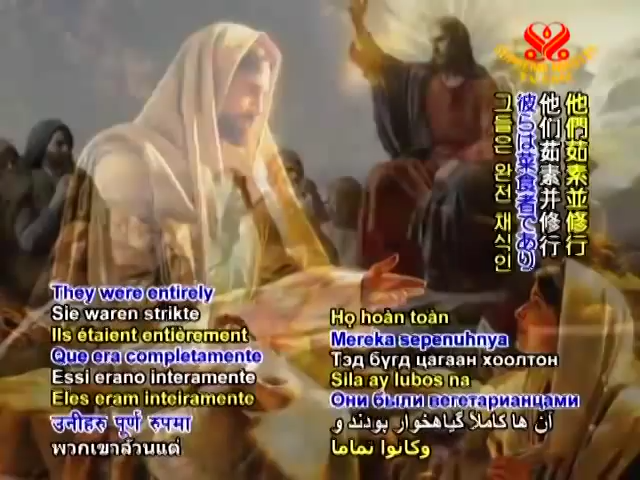 他們茹素並修行
他们茹素并修行
彼らは菜食者であり
그들은 완전 채식인
They were entirely
Sie waren strikte
Ils étaient entièrement
Que era completamente
Essi erano interamente
Eles eram inteiramente
उनीहरु पूर्ण रुपमा
พวกเขาล้วนแต่
Họ hoàn toàn
Mereka sepenuhnya
Тэд бүгд цагаан хоолтон
Sila ay lubos na
Они были вегетарианцами
آن ها کاملاً گیاهخوار بودند و
وكانوا تماما